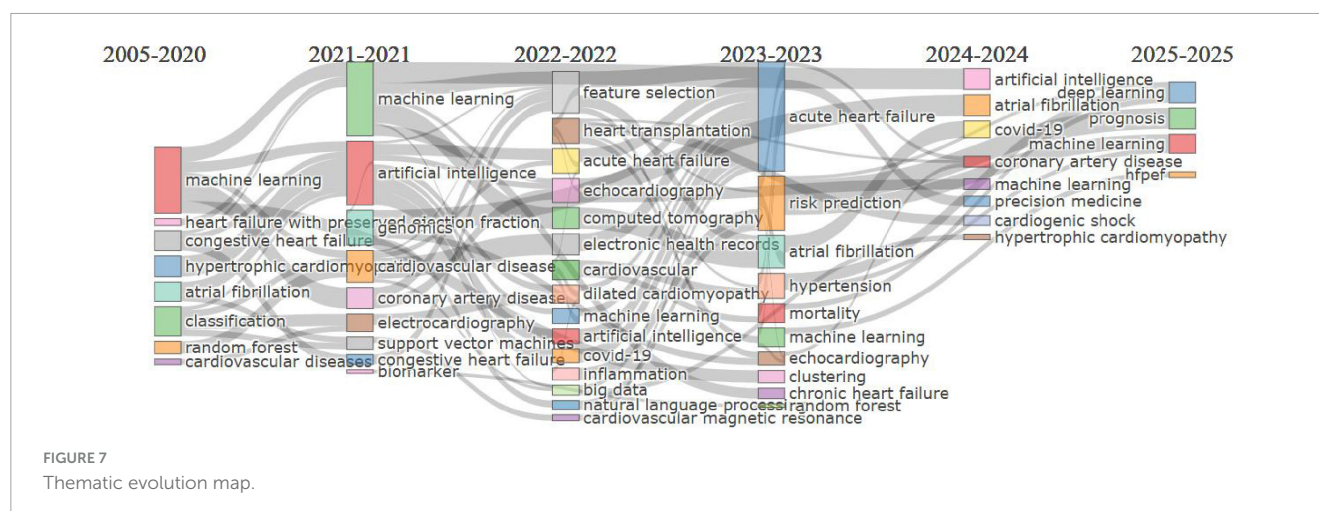 2005-2020
2021-2021
2022-2022
2023-2023
2024-2024
2025-2025
machine learning
heart failure with preserved ejection fraction
congestive heart failure
hypertrophic cardiomyopathy
atrial fibrillation
classification
random forest
cardiovascular diseases
machine learning
artificial intelligence
genomics
cardiovascular disease
coronary artery disease
electrocardiography
support vector machines
congestive heart failure
biomarker
feature selection
heart transplantation
acute heart failure
echocardiography
computed tomography
electronic health records
cardiovascular
dilated cardiomyopathy
machine learning
artificial intelligence
covid-19
inflammation
big data
natural language processi
cardiovascular magnetic resonance
acute heart failure
risk prediction
atrial fibrillation
hypertension
mortality
machine learning
echocardiography
clustering
chronic heart failure
random forest
artificial intelligence
atrial fibrillation
covid-19
coronary artery disease
machine learning
precision medicine
cardiogenic shock
hypertrophic cardiomyopathy
deep learning
prognosis
machine learning
hfpef
FIGURE 7
Thematic evolution map.